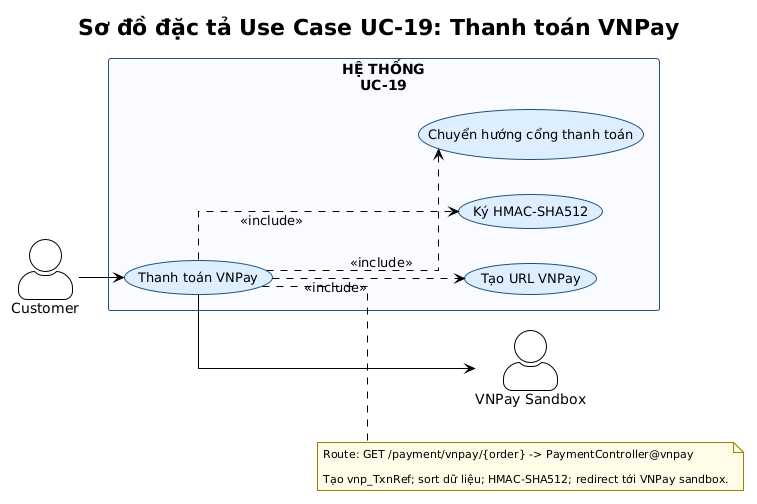 Sơ đồ đặc tả Use Case UC-19: Thanh toán VNPay
HỆ THỐNG
UC-19
Chuyển hướng cổng thanh toán
Ký HMAC-SHA512
«include»
«include»
Thanh toán VNPay
Tạo URL VNPay
«include»
Customer
VNPay Sandbox
Route: GET /payment/vnpay/{order} -> PaymentController@vnpay
Tạo vnp_TxnRef; sort dữ liệu; HMAC-SHA512; redirect tới VNPay sandbox.